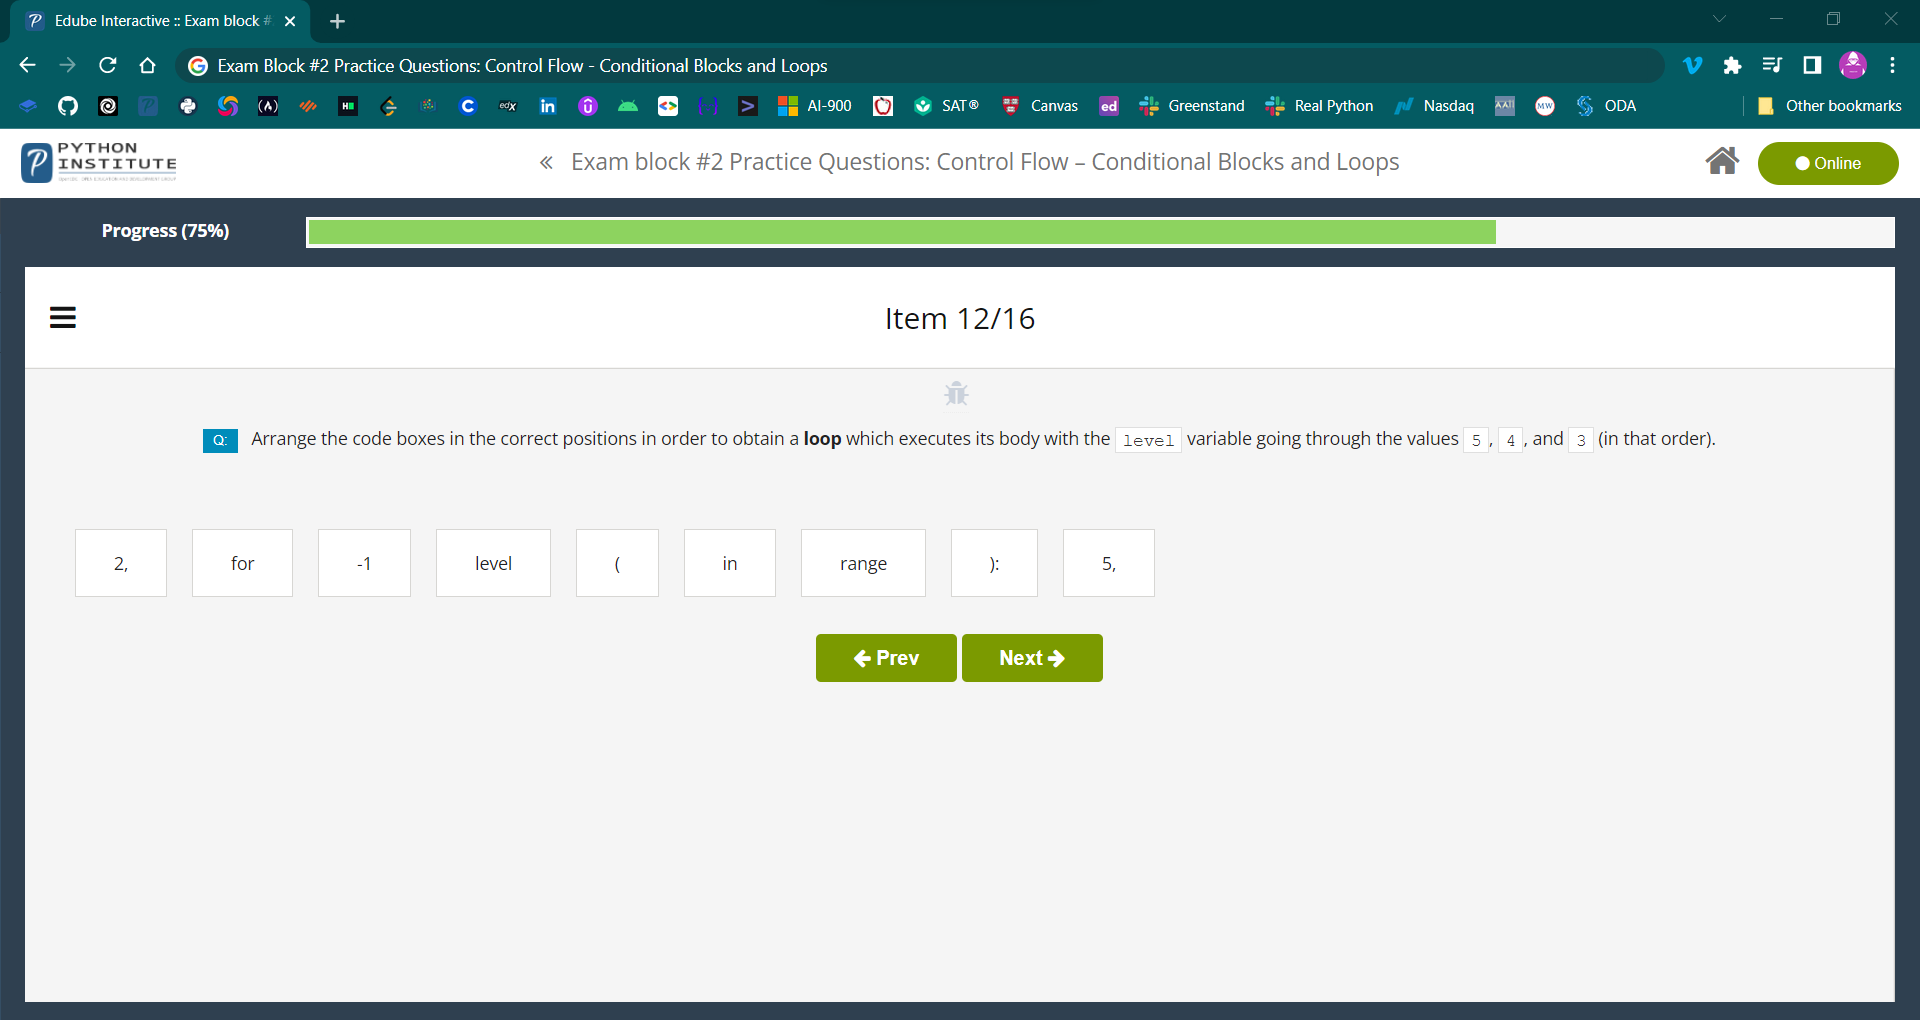 Edube Interactive :: Exam block #
Exam Block #2 Practice Questions: Control Flow - Conditional Blocks and Loops
AI-900 SAT® Canvas ed Greenstand Real Python Nasdaq MW ODA Other bookmarks
PYTHON
INSTITUTE
« Exam block #2 Practice Questions: Control Flow – Conditional Blocks and Loops
Online
Progress (75%)
Item 12/16
Q: Arrange the code boxes in the correct positions in order to obtain a loop which executes its body with the level variable going through the values 5, 4, and 3 (in that order).
2, for -1 level ( in range ): 5,
Prev Next